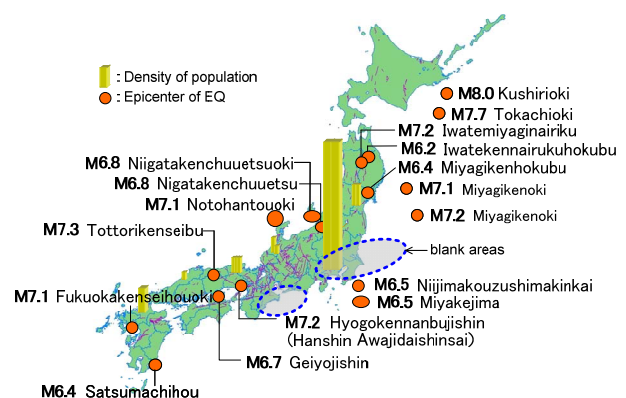 : Density of population
: Epicenter of EQ
M8.0 Kushirioki
M7.7 Tokachioki
M7.2 Iwatemiyaginairiku
M6.2 Iwatekennairukuhokubu
M6.8 Niigatakenchuuetsuoki
M6.4 Miyagikenhokubu
M6.8 Nigatakenchuuetsu
M7.1 Miyagikenoki
M7.1 Notohantouoki
M7.2 Miyagikenoki
M7.3 Tottorikenseibu
blank areas
M6.5 Niijimakouzushimakinkai
M7.1 Fukuokakenseihouoki
M6.5 Miyakejima
M7.2 Hyogokennanbujishin
(Hanshin Awajidaishinsai)
M6.7 Geiyojishin
M6.4 Satsumachihou